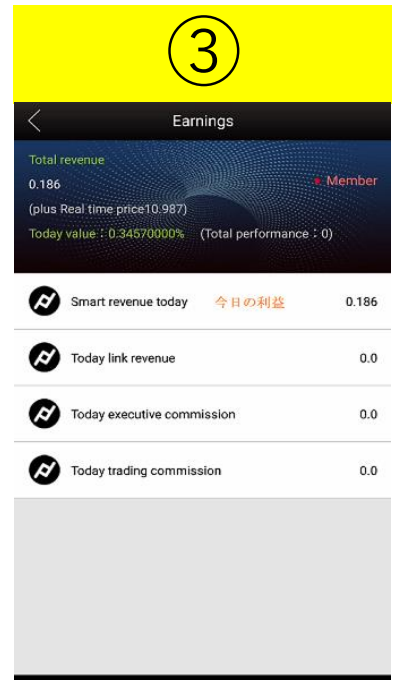 ③
Earnings
Total revenue
0.186
Member
(plus Real time price10.987)
Today value：0.34570000% (Total performance：0)
Smart revenue today 今日の利益 0.186
Today link revenue 0.0
Today executive commission 0.0
Today trading commission 0.0